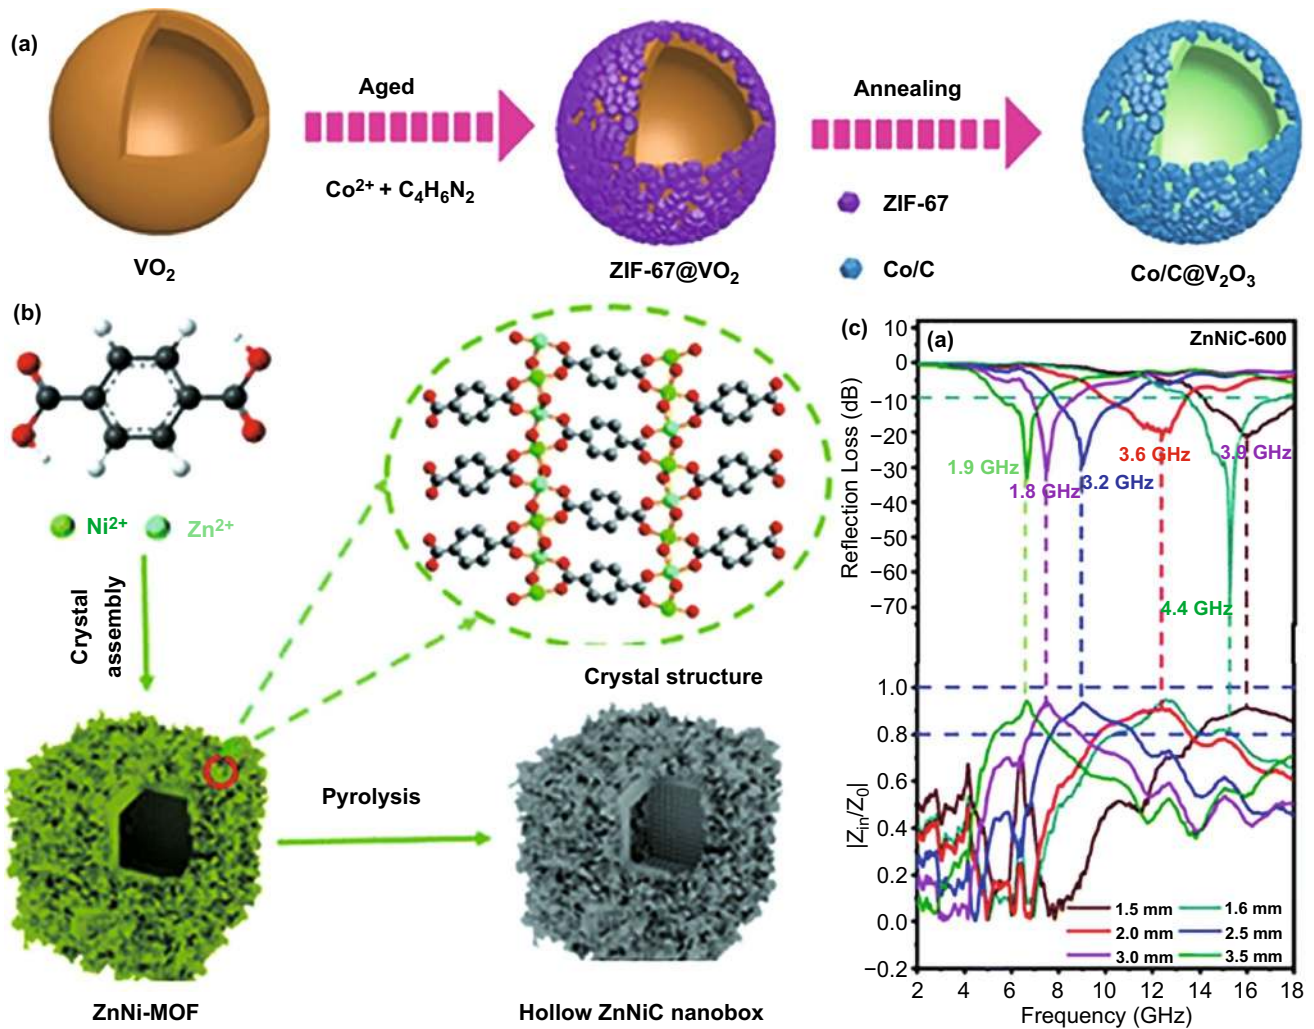 (a)
Aged
Co2+ + C4H6N2
Annealing
ZIF-67
Co/C
VO2
ZIF-67@VO2
Co/C@V2O3
(b)
Ni2+
Zn2+
Crystal
assembly
Crystal structure
Pyrolysis
ZnNi-MOF
Hollow ZnNiC nanobox
(c)
(a)
ZnNiC-600
Reflection Loss (dB)
10
0
−10
−20
−30
−40
−50
−60
−70
1.9 GHz
1.8 GHz
3.2 GHz
3.6 GHz
3.9 GHz
4.4 GHz
|Zin/Z0|
1.0
0.8
0.6
0.4
0.2
0.0
−0.2
1.5 mm
1.6 mm
2.0 mm
2.5 mm
3.0 mm
3.5 mm
2 4 6 8 10 12 14 16 18
Frequency (GHz)